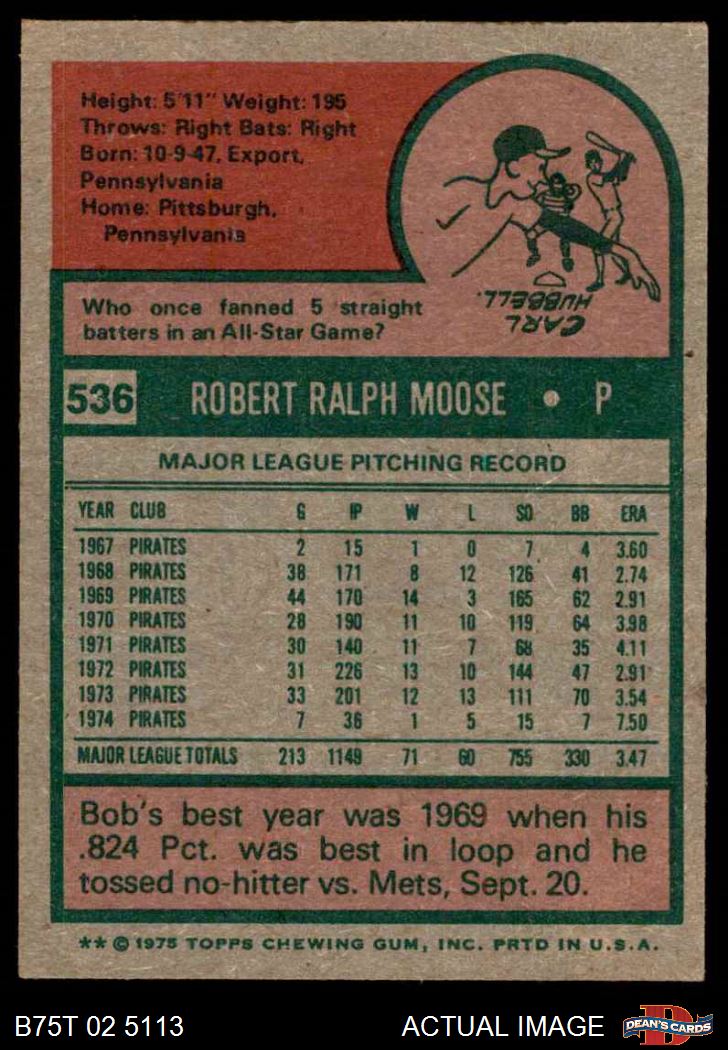 Height: 5'11" Weight: 195
Throws: Right Bats: Right
Born: 10-9-47, Export,
Pennsylvania
Home: Pittsburgh,
Pennsylvania
CARL
HUBBELL.
Who once fanned 5 straight
batters in an All-Star Game?
536 ROBERT RALPH MOOSE • P
MAJOR LEAGUE PITCHING RECORD
YEAR CLUB G IP W L SO BB ERA
1967 PIRATES 2 15 1 0 7 4 3.60
1968 PIRATES 38 171 8 12 126 41 2.74
1969 PIRATES 44 170 14 3 165 62 2.91
1970 PIRATES 28 190 11 10 119 64 3.98
1971 PIRATES 30 140 11 7 68 35 4.11
1972 PIRATES 31 226 13 10 144 47 2.91
1973 PIRATES 33 201 12 13 111 70 3.54
1974 PIRATES 7 36 1 5 15 7 7.50
MAJOR LEAGUE TOTALS 213 1149 71 60 755 330 3.47
Bob's best year was 1969 when his
.824 Pct. was best in loop and he
tossed no-hitter vs. Mets, Sept. 20.
** © 1975 TOPPS CHEWING GUM, INC. PRTD IN U.S.A.
B75T 02 5113 ACTUAL IMAGE
D
DEAN'S CARDS